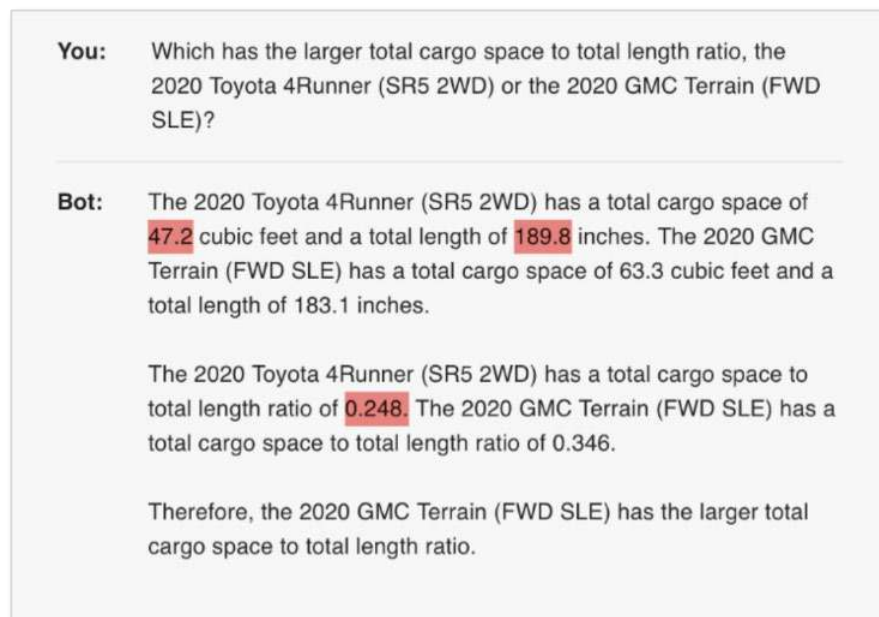 You: Which has the larger total cargo space to total length ratio, the
2020 Toyota 4Runner (SR5 2WD) or the 2020 GMC Terrain (FWD
SLE)?
Bot: The 2020 Toyota 4Runner (SR5 2WD) has a total cargo space of
47.2 cubic feet and a total length of 189.8 inches. The 2020 GMC
Terrain (FWD SLE) has a total cargo space of 63.3 cubic feet and a
total length of 183.1 inches.
The 2020 Toyota 4Runner (SR5 2WD) has a total cargo space to
total length ratio of 0.248. The 2020 GMC Terrain (FWD SLE) has a
total cargo space to total length ratio of 0.346.
Therefore, the 2020 GMC Terrain (FWD SLE) has the larger total
cargo space to total length ratio.